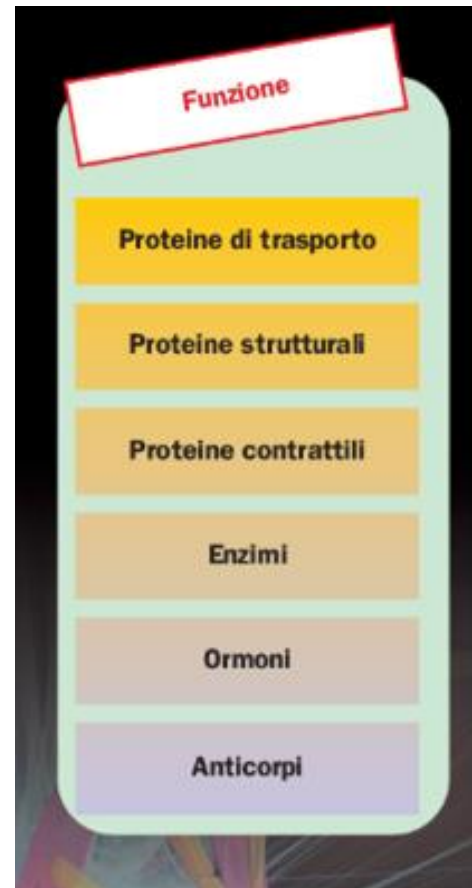 Funzione
Proteine di trasporto
Proteine strutturali
Proteine contrattili
Enzimi
Ormoni
Anticorpi